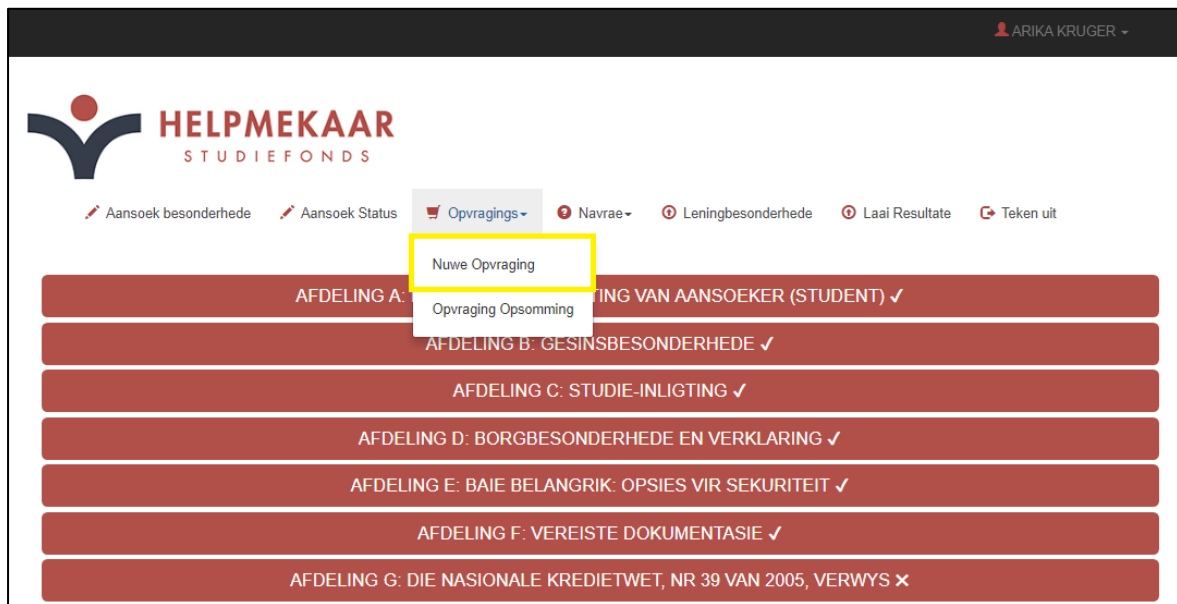 ARIKA KRUGER
HELPMEKAAR
STUDIEFONDS
Aansoek besonderhede Aansoek Status Opvragings Navrae Leningbesonderhede Laai Resultate Teken uit
Nuwe Opvraging
Opvraging Opsomming
AFDELING A: TING VAN AANSOEKER (STUDENT) ✓
AFDELING B: GESINSBESONDERHEDE ✓
AFDELING C: STUDIE-INLIGTING ✓
AFDELING D: BORGBESONDERHEDE EN VERKLARING ✓
AFDELING E: BAIE BELANGRIK: OPSIES VIR SEKURITEIT ✓
AFDELING F: VEREISTE DOKUMENTASIE ✓
AFDELING G: DIE NASIONALE KREDIETWET, NR 39 VAN 2005, VERWYS ✕